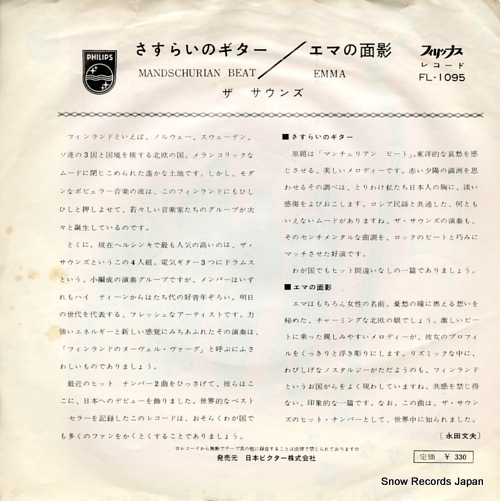 PHILIPS
さすらいのギター／エマの面影
MANDSCHURIAN BEAT EMMA
ザ サウンズ
フィリップス
レコード
FL-1095
フィンランドといえば、ノルウェー、スウェーデン、
ソ連の3国と国境を接する北欧の国。メランコリックな
ムードに閉じこめられた遥かな土地です。しかし、モダ
ンなポピュラー音楽の波は、このフィンランドにもひし
ひしと押しよせて、若々しい音楽家たちのグループが次
々と誕生しているのです。
とくに、現在ヘルシンキで最も人気の高いのは、ザ・
サウンズというこの4人組。電気ギター3つにドラムス
という、小編成の演奏グループですが、メンバーはいず
れもハイ ティーンからはたち代の好青年ぞろい。明日
の世代を代表する、フレッシュなアーティストです。力
強いエネルギーと新しい感覚にみちあふれたその演奏は、
「フィンランドのヌーヴェル・ヴァーグ」と呼ぶにふさ
わしいものでありましょう。
最近のヒット ナンバー2曲をひっさげて、彼らはこ
こに、日本へのデビューを飾りました。世界的なベスト
セラーを記録したこのレコードは、おそらくわが国で
も多くのファンをかくとくすることでありましょう。
■さすらいのギター
原題は「マンチュリアン ビート」。東洋的な哀愁を感
じさせる、美しいメロディーです。赤い夕陽の満洲を思
わせるその調べは、とりわけ私たち日本人の胸に、淡い
感傷をよびおこします。ロシア民謡と共通した、何とも
いえないムードがありますね。ザ・サウンズの演奏も、
そのセンチメンタルな曲調を、ロックのビートと巧みに
マッチさせた好演です。
わが国でもヒット間違いなしの一篇でありましょう。
■エマの面影
エマはもちろん女性の名前。憂愁の瞳に燃える想いを
秘めた、チャーミングな北欧の娘でしょう。激しいビー
トに乗った親しみやすいメロディーが、彼女のプロフィ
ルをくっきりと浮き彫りにします。リズミックな中に、
わびしげなノスタルジーがただようのも、フィンランド
というお国がらをよく現わしていますね。共感を禁じ得
ない、印象的な一篇です。なお、この曲は、ザ・サウン
ズのヒット・ナンバーとして、世界中に知られました。
〔永田文夫〕
☆レコードから無断でテープ其の他に録音することは法律で禁じられております☆
発売元 日本ビクター株式会社
定価 ￥330
Snow Records Japan